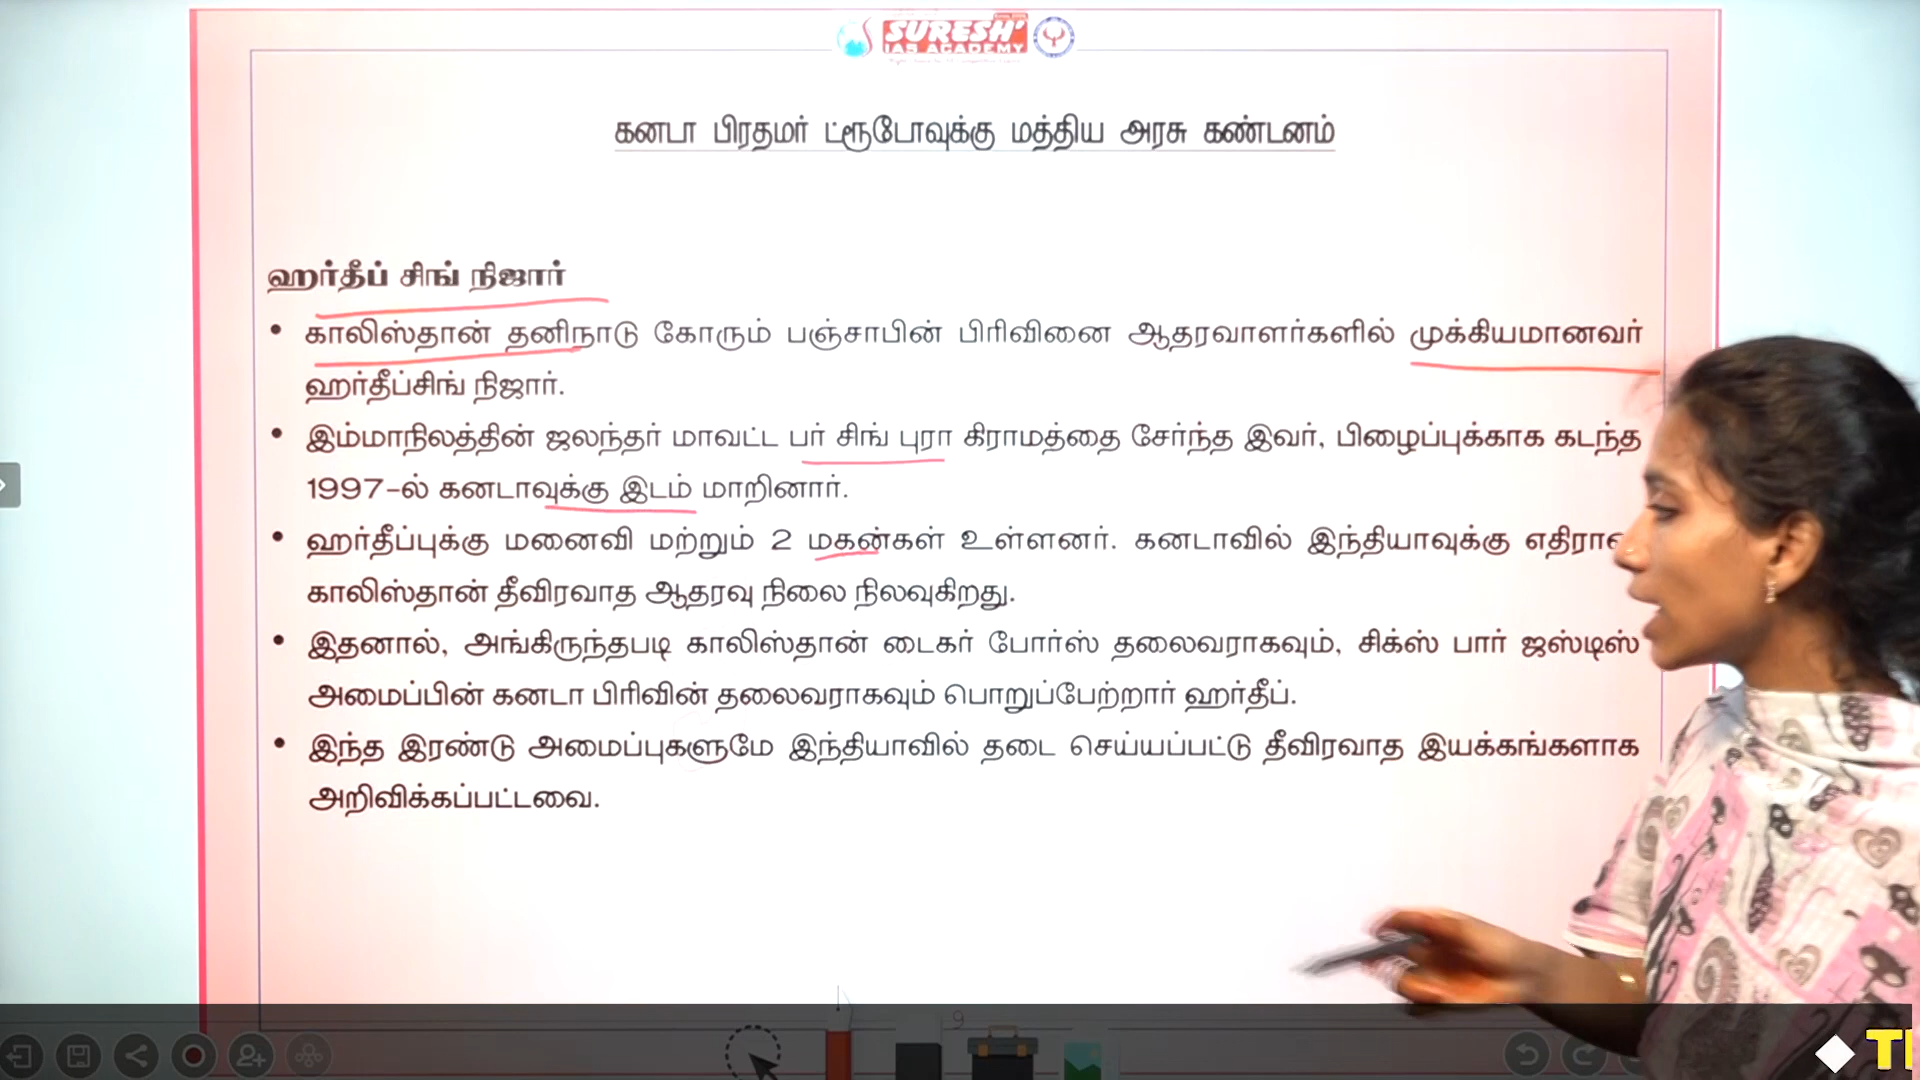 SURESH'
IAS ACADEMY
கனடா பிரதமர் ட்ரூடோவுக்கு மத்திய அரசு கண்டனம்
ஹர்தீப் சிங் நிஜார்
• காலிஸ்தான் தனிநாடு கோரும் பஞ்சாபின் பிரிவினை ஆதரவாளர்களில் முக்கியமானவர்
ஹர்தீப்சிங் நிஜார்.
• இம்மாநிலத்தின் ஜலந்தர் மாவட்ட பர் சிங் புரா கிராமத்தை சேர்ந்த இவர், பிழைப்புக்காக கடந்த
1997-ல் கனடாவுக்கு இடம் மாறினார்.
• ஹர்தீப்புக்கு மனைவி மற்றும் 2 மகன்கள் உள்ளனர். கனடாவில் இந்தியாவுக்கு
காலிஸ்தான் தீவிரவாத ஆதரவு நிலை நிலவுகிறது.
• இதனால், அங்கிருந்தபடி காலிஸ்தான் டைகர் போர்ஸ் தலைவராகவும், சிக்ஸ் பார் ஜஸ்டிஸ்
அமைப்பின் கனடா பிரிவின் தலைவராகவும் பொறுப்பேற்றார் ஹர்தீப்.
• இந்த இரண்டு அமைப்புகளுமே இந்தியாவில் தடை செய்யப்பட்டு தீவிரவாத இயக்கங்களாக
அறிவிக்கப்பட்டவை.
9